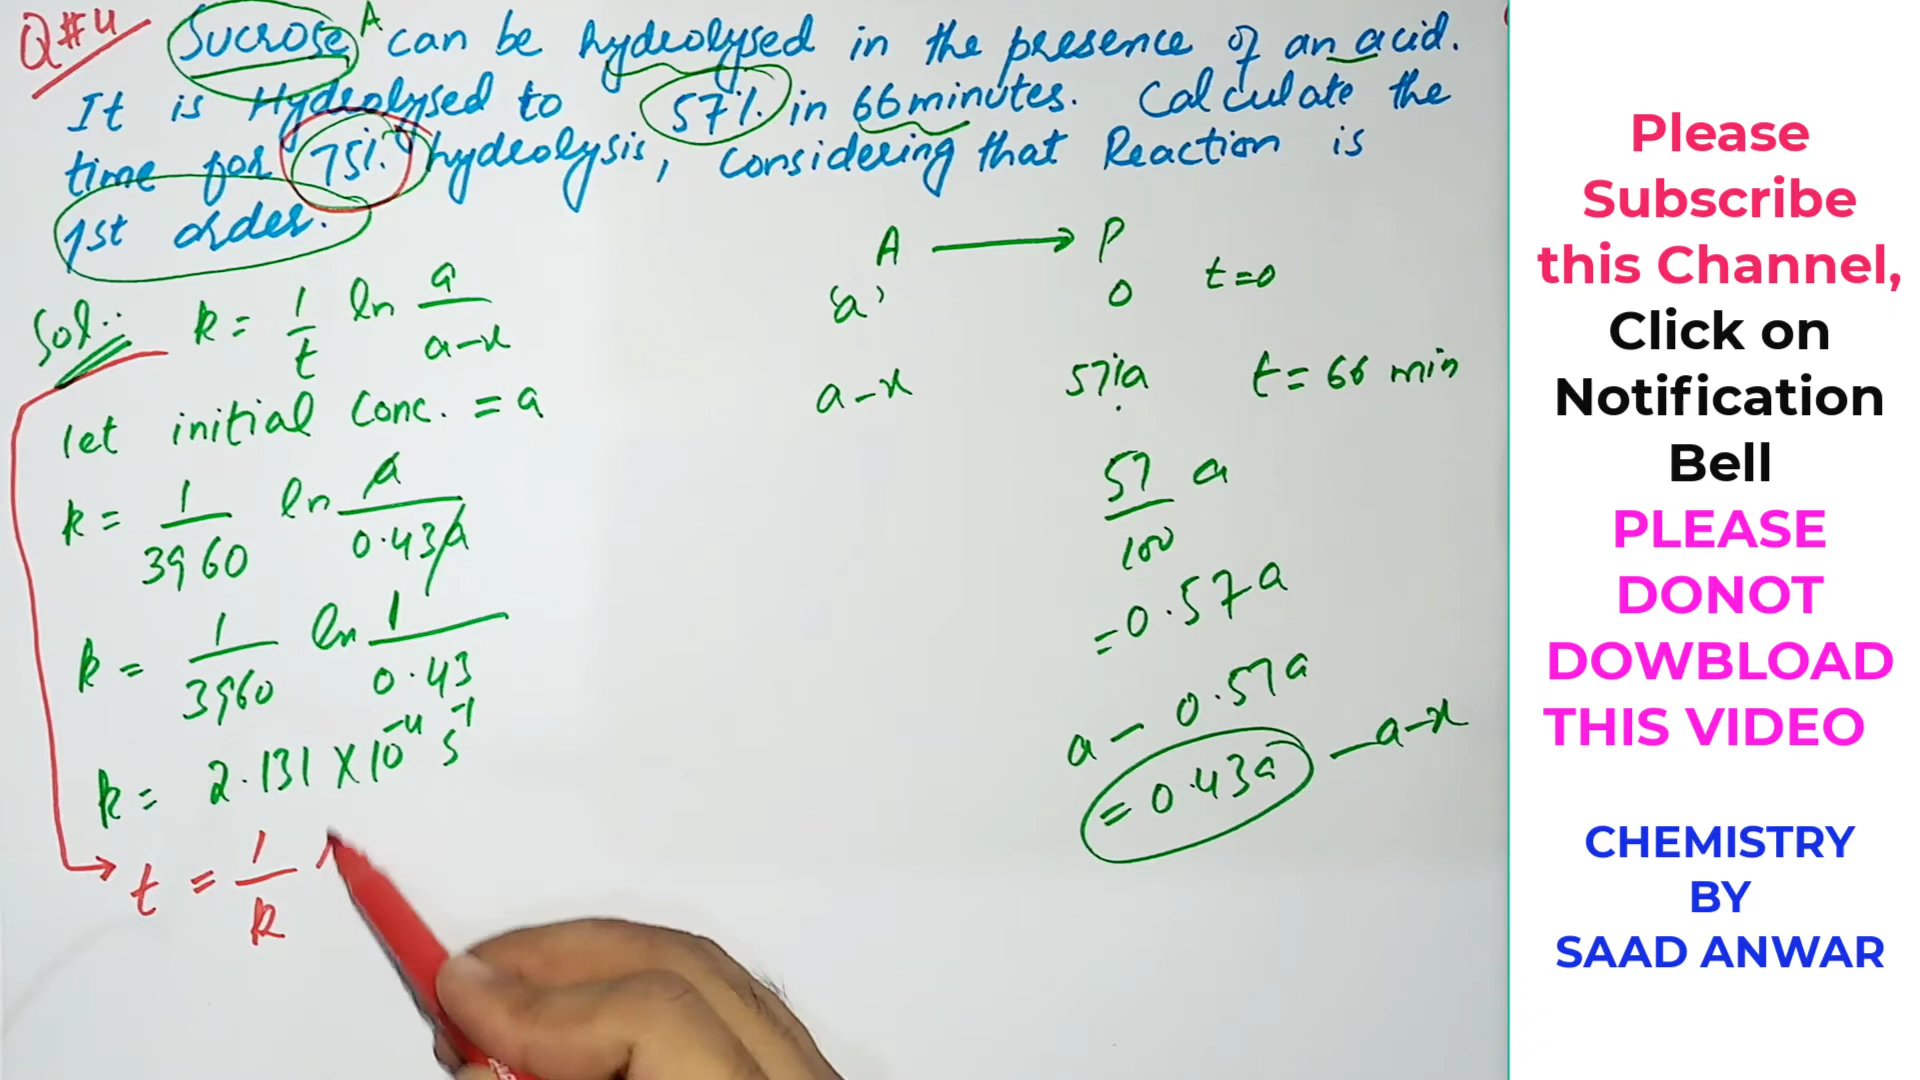 Q#4 Sucrose A can be hydrolysed in the presence of an acid.
It is Hydrolysed to 57% in 66 minutes. Calculate the
time for 75% hydrolysis, considering that Reaction is
1st order.
Sol:. k = 1/t ln a/a-x
let initial Conc. = a
k = 1/3960 ln a/0.43a
k = 1/3960 ln 1/0.43
k = 2.131 x 10^-4 s^-1
t = 1/k
A → P
'a' 0 t=0
a-x 57%a t = 66 min
57/100 a
= 0.57a
a - 0.57a
= 0.43a — a-x
Please
Subscribe
this Channel,
Click on
Notification
Bell
PLEASE
DONOT
DOWBLOAD
THIS VIDEO
CHEMISTRY
BY
SAAD ANWAR